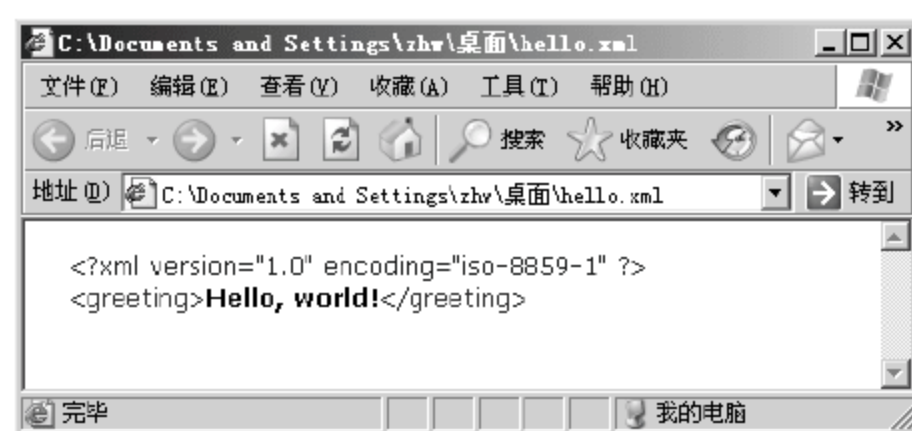 C:\Documents and Settings\zhw\桌面\hello.xml
文件(F) 编辑(E) 查看(V) 收藏(A) 工具(T) 帮助(H)
后退 搜索 收藏夹 »
地址(D) C:\Documents and Settings\zhw\桌面\hello.xml 转到
<?xml version="1.0" encoding="iso-8859-1" ?>
<greeting>Hello, world!</greeting>
完毕 我的电脑